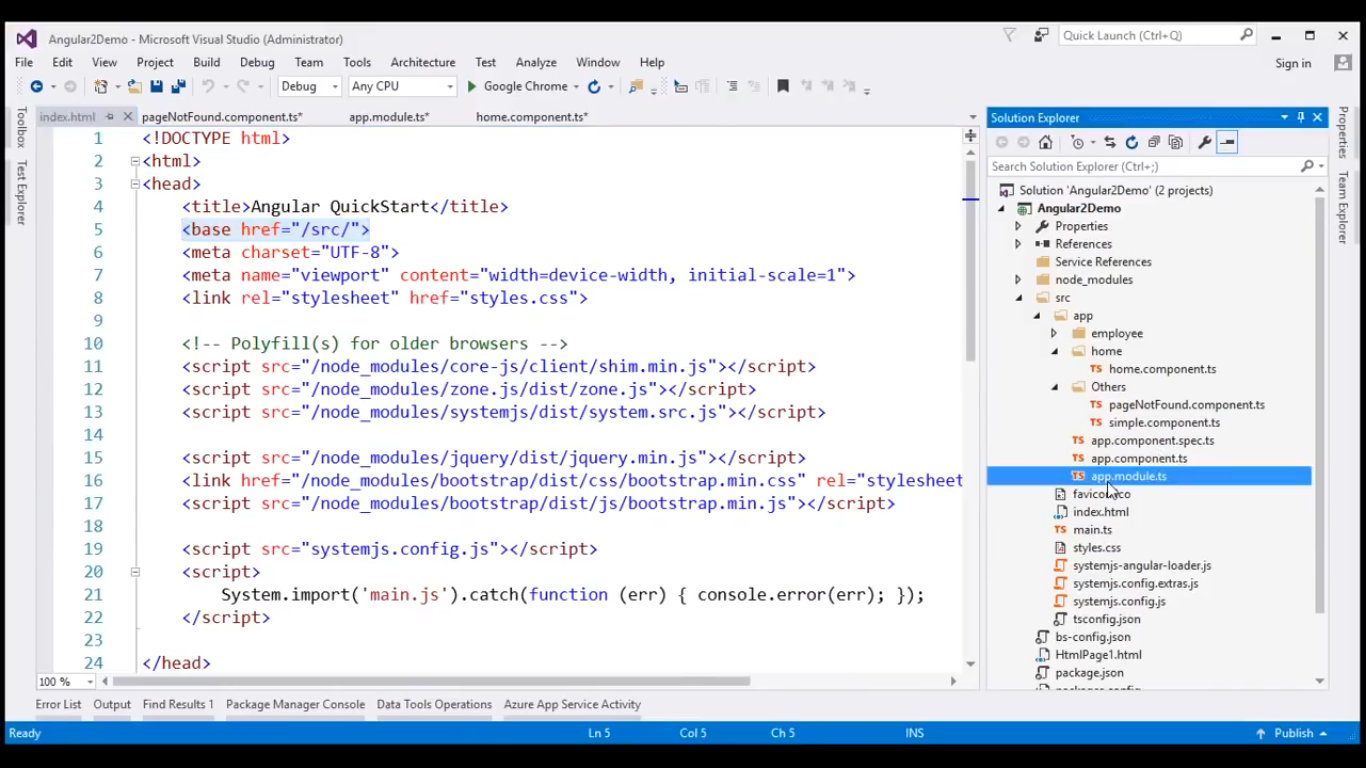 Angular2Demo - Microsoft Visual Studio (Administrator)
Quick Launch (Ctrl+Q)
File Edit View Project Build Debug Team Tools Architecture Test Analyze Window Help
Sign in
Debug Any CPU Google Chrome
Toolbox
Test Explorer
index.html pageNotFound.component.ts* app.module.ts* home.component.ts*
1 <!DOCTYPE html>
2 <html>
3 <head>
4 <title>Angular QuickStart</title>
5 <base href="/src/">
6 <meta charset="UTF-8">
7 <meta name="viewport" content="width=device-width, initial-scale=1">
8 <link rel="stylesheet" href="styles.css">
9
10 <!-- Polyfill(s) for older browsers -->
11 <script src="/node_modules/core-js/client/shim.min.js"></script>
12 <script src="/node_modules/zone.js/dist/zone.js"></script>
13 <script src="/node_modules/systemjs/dist/system.src.js"></script>
14
15 <script src="/node_modules/jquery/dist/jquery.min.js"></script>
16 <link href="/node_modules/bootstrap/dist/css/bootstrap.min.css" rel="stylesheet
17 <script src="/node_modules/bootstrap/dist/js/bootstrap.min.js"></script>
18
19 <script src="systemjs.config.js"></script>
20 <script>
21 System.import('main.js').catch(function (err) { console.error(err); });
22 </script>
23
24 </head>
100 %
Solution Explorer
Search Solution Explorer (Ctrl+;)
Solution 'Angular2Demo' (2 projects)
Angular2Demo
Properties
References
Service References
node_modules
src
app
employee
home
TS home.component.ts
Others
TS pageNotFound.component.ts
TS simple.component.ts
TS app.component.spec.ts
TS app.component.ts
TS app.module.ts
index.html
TS main.ts
styles.css
systemjs-angular-loader.js
systemjs.config.extras.js
systemjs.config.js
tsconfig.json
bs-config.json
HtmlPage1.html
package.json
Properties
Team Explorer
Error List Output Find Results 1 Package Manager Console Data Tools Operations Azure App Service Activity
Ready Ln 5 Col 5 Ch 5 INS Publish